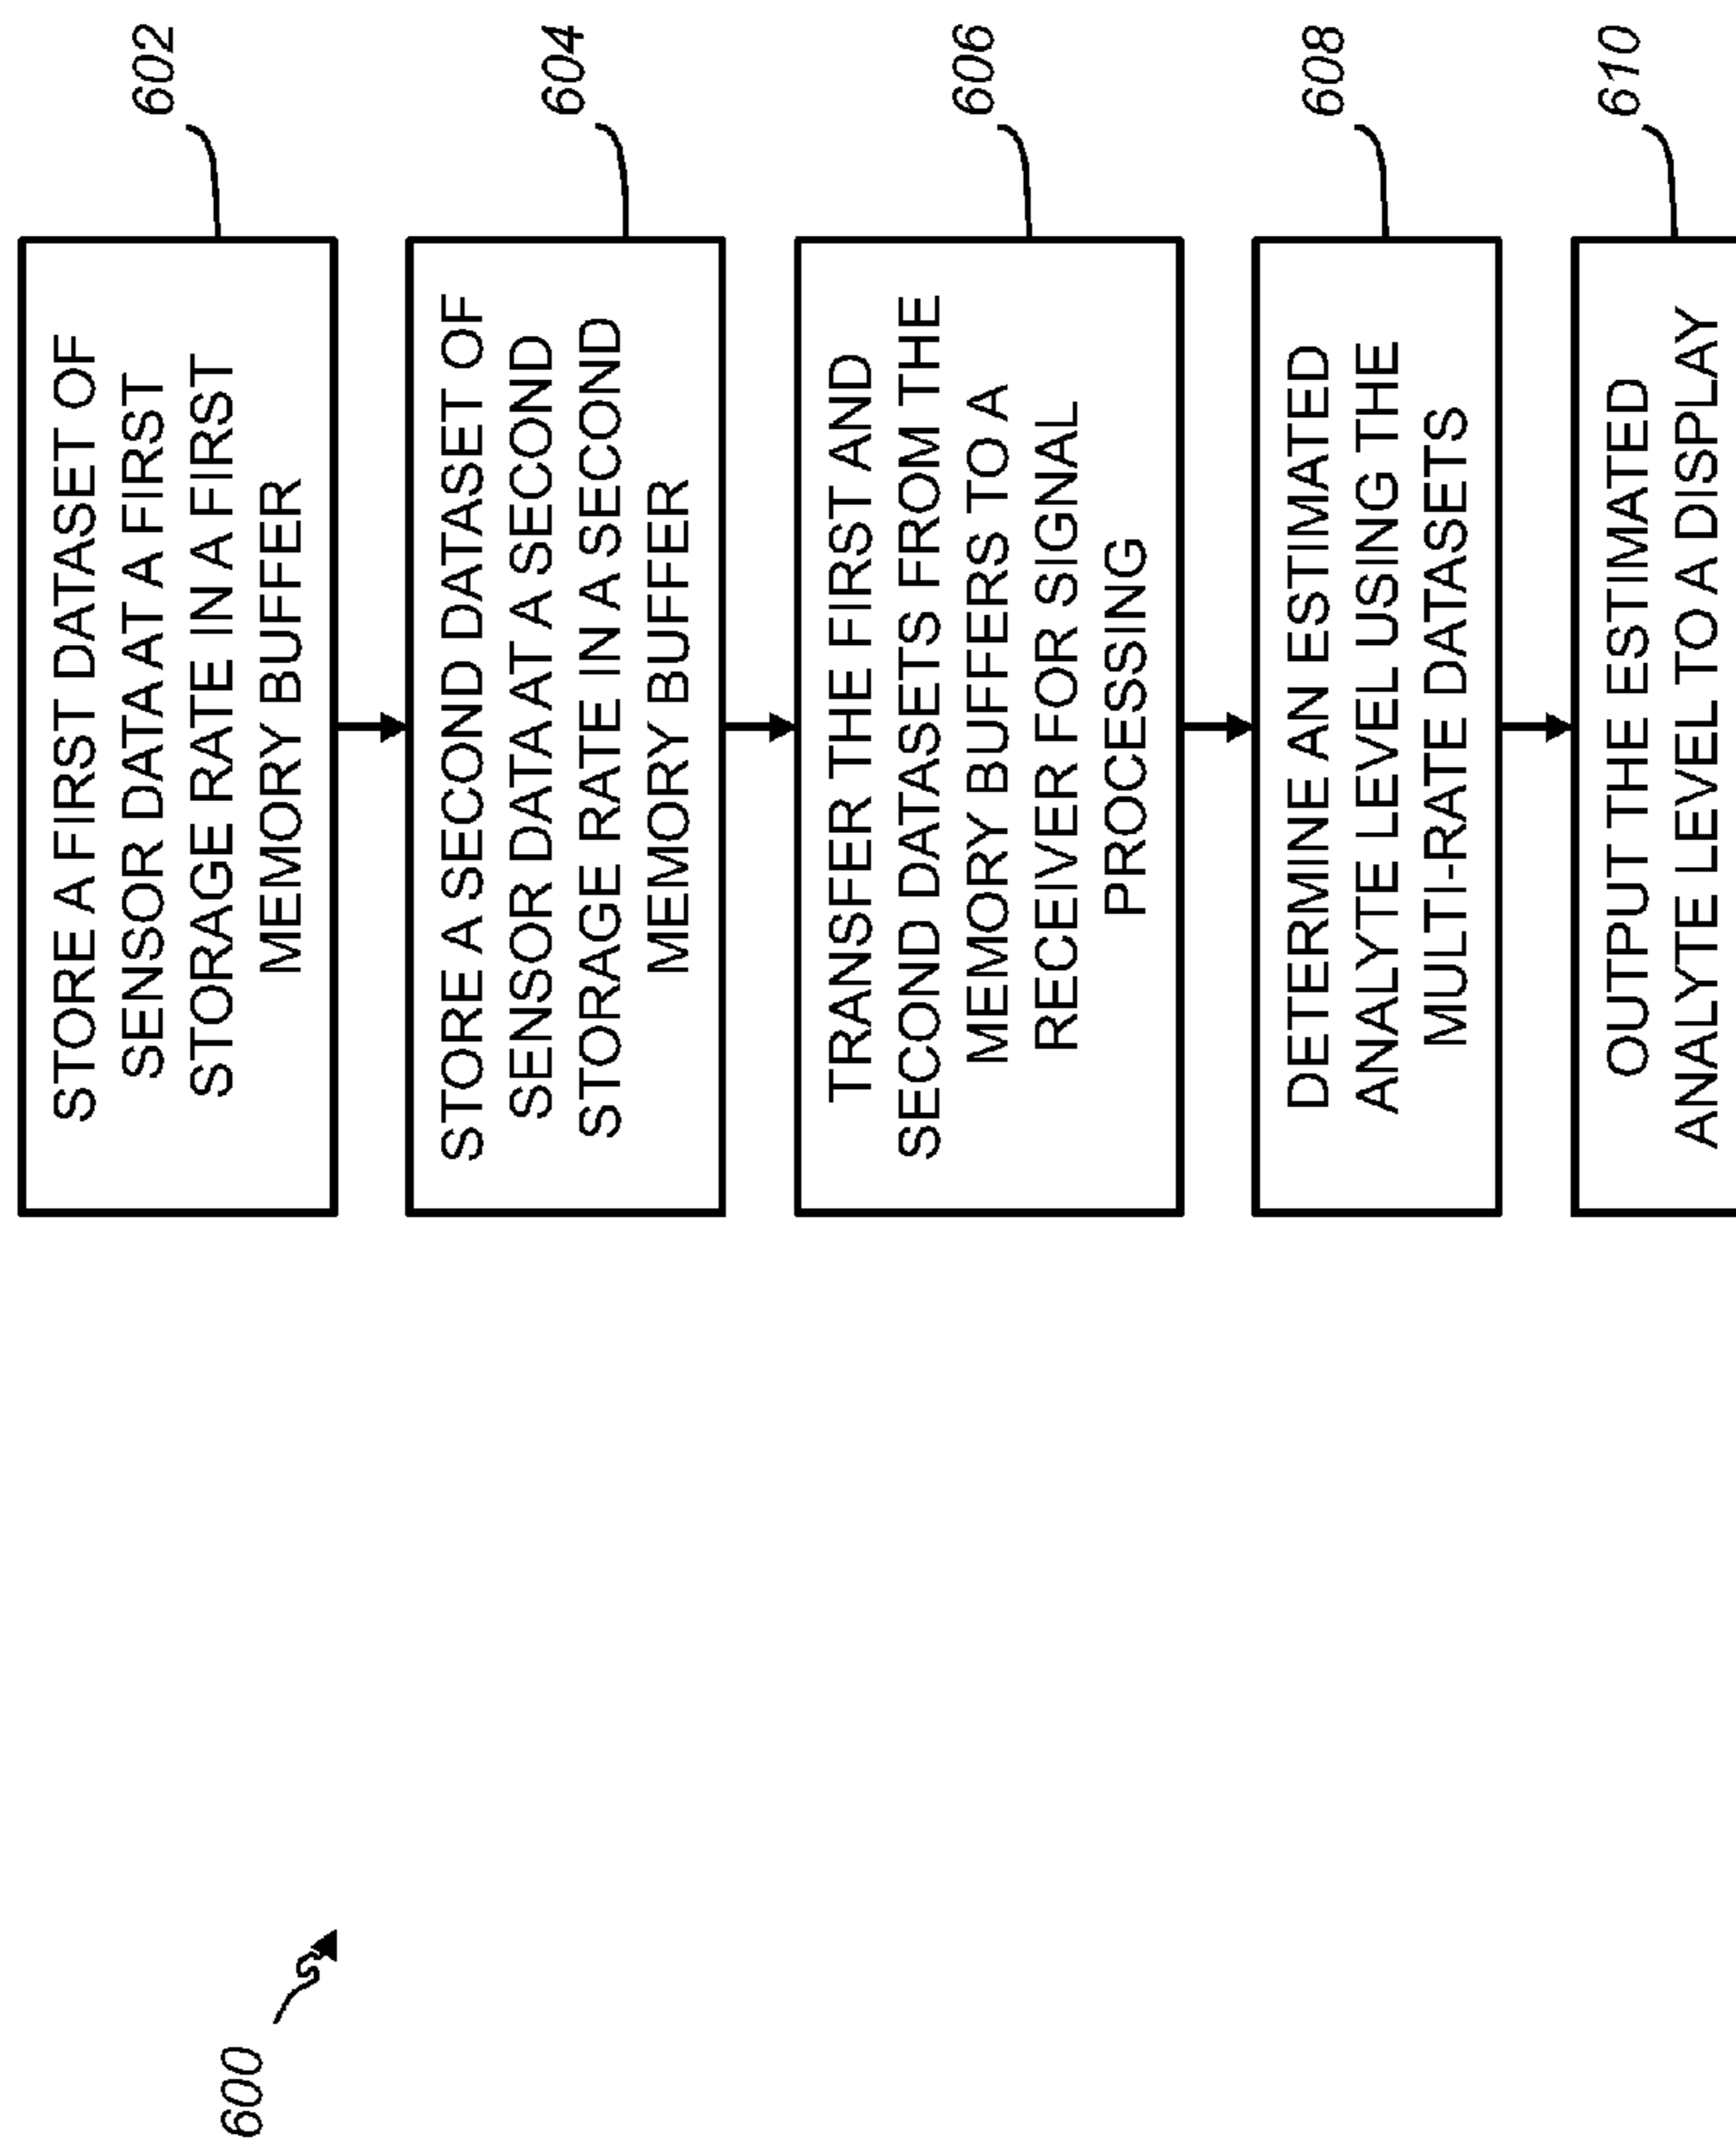 600
STORE A FIRST DATASET OF
SENSOR DATA AT A FIRST
STORAGE RATE IN A FIRST
MEMORY BUFFER
602
STORE A SECOND DATASET OF
SENSOR DATA AT A SECOND
STORAGE RATE IN A SECOND
MEMORY BUFFER
604
TRANSFER THE FIRST AND
SECOND DATASETS FROM THE
MEMORY BUFFERS TO A
RECEIVER FOR SIGNAL
PROCESSING
606
DETERMINE AN ESTIMATED
ANALYTE LEVEL USING THE
MULTI-RATE DATASETS
608
OUTPUT THE ESTIMATED
ANALYTE LEVEL TO A DISPLAY
610